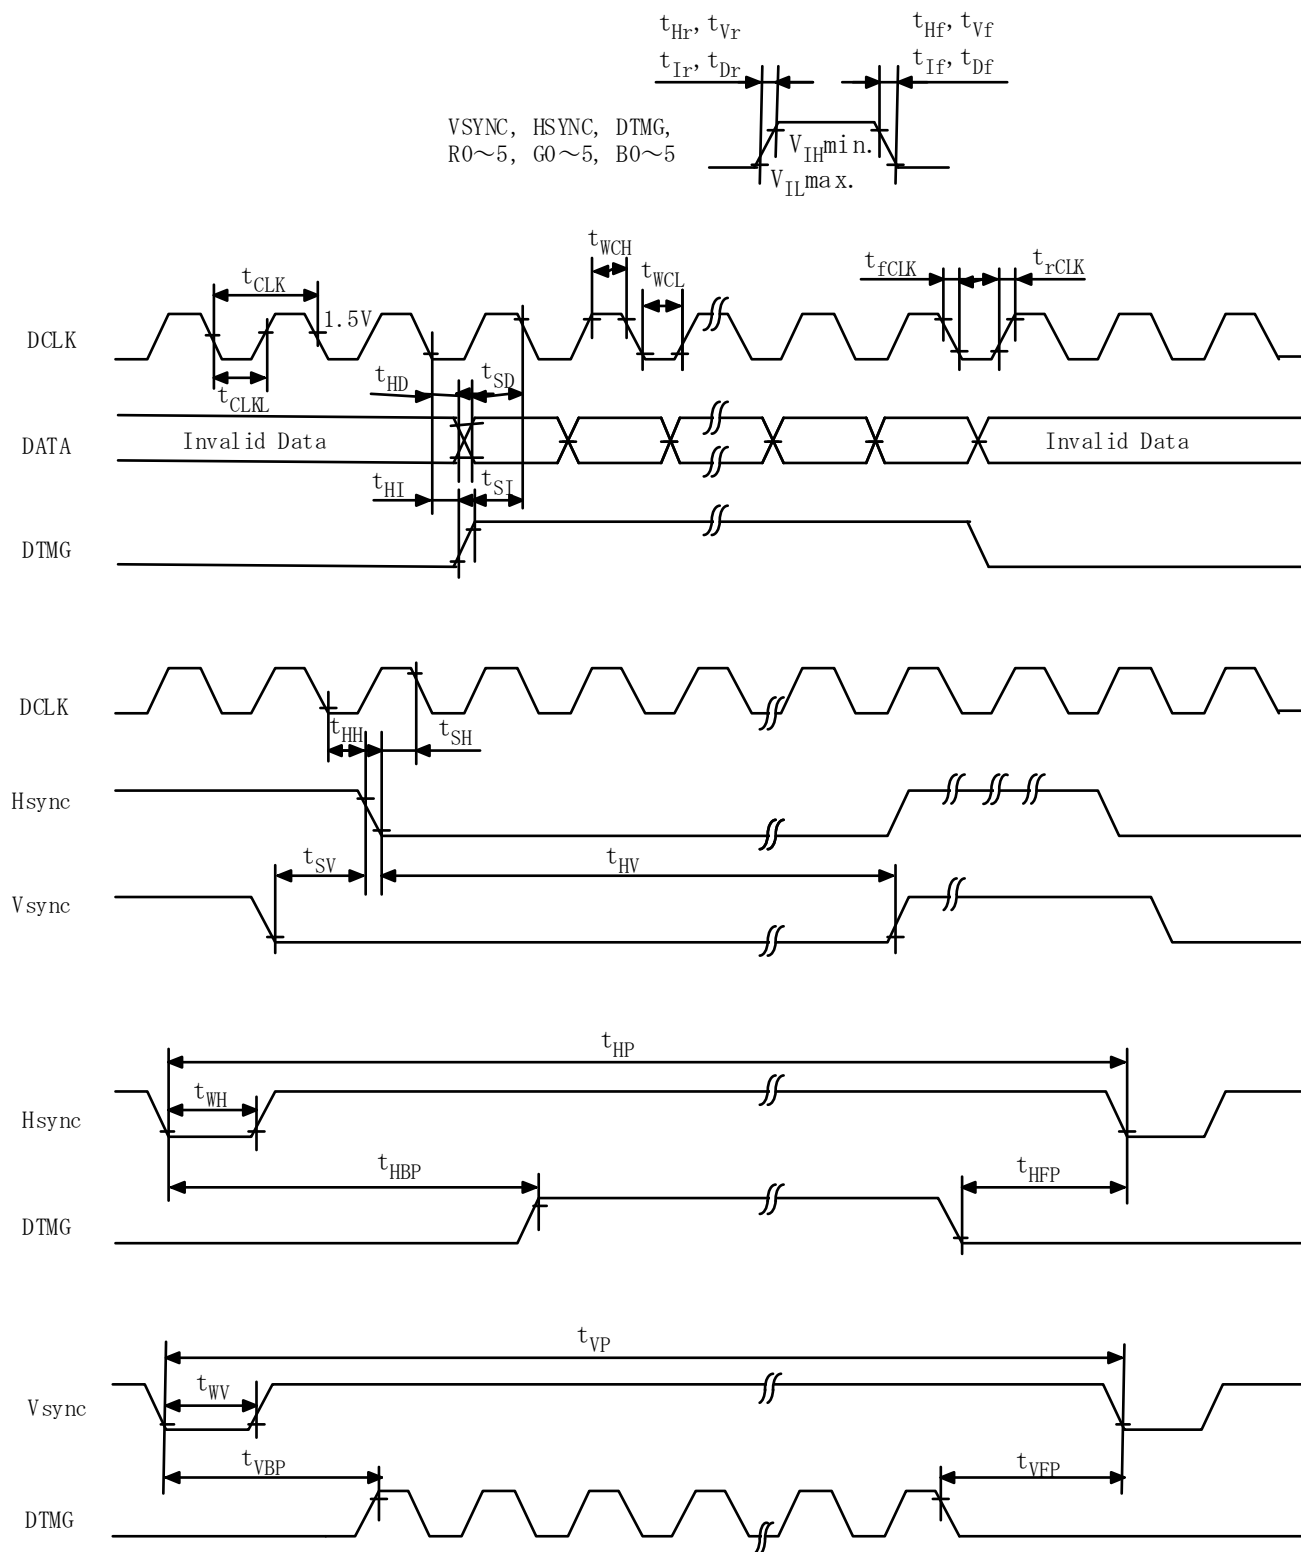 tHr, tVr
tIr, tDr
tHf, tVf
tIf, tDf
VSYNC, HSYNC, DTMG,
R0～5, G0～5, B0～5
VIHmin.
VILmax.
tCLK
tWCH
tWCL
tfCLK
trCLK
1.5V
DCLK
tCLKL
tHD
tSD
DATA
Invalid Data
Invalid Data
tHI
tSI
DTMG
DCLK
tHH
tSH
Hsync
tSV
tHV
Vsync
tHP
tWH
Hsync
tHBP
tHFP
DTMG
tVP
tWV
Vsync
tVBP
tVFP
DTMG